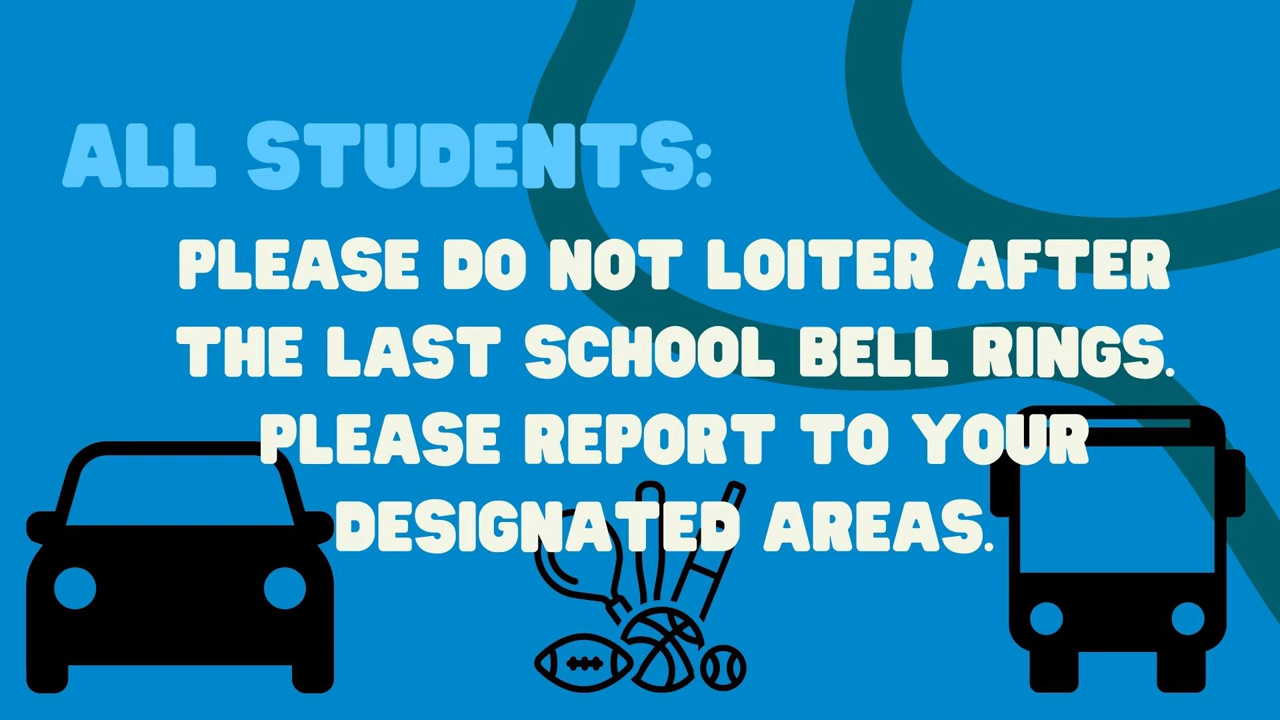 ALL STUDENTS:
PLEASE DO NOT LOITER AFTER
THE LAST SCHOOL BELL RINGS.
PLEASE REPORT TO YOUR
DESIGNATED AREAS.